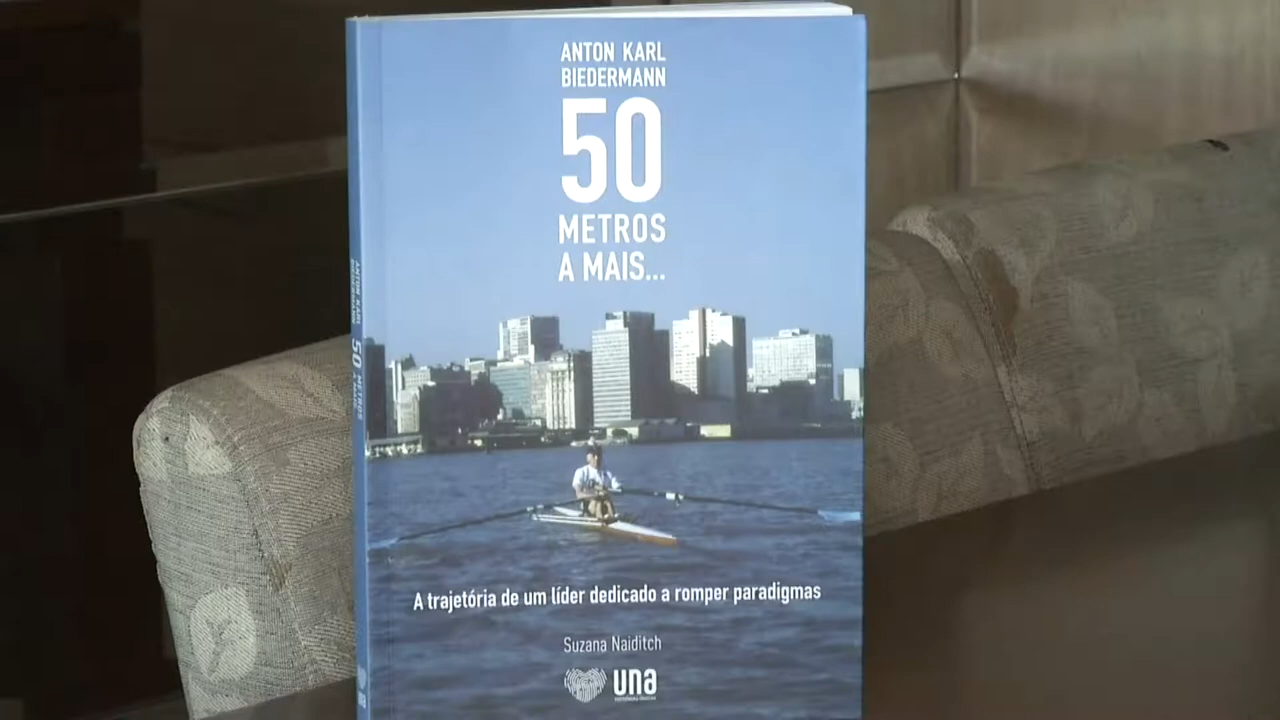 ANTON KARL
BIEDERMANN
50
METROS
A MAIS...
A trajetória de um líder dedicado a romper paradigmas
Suzana Naiditch
una
ANTON KARL
BIEDERMANN
50 METROS
A MAIS...